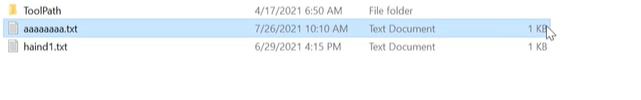 ToolPath 4/17/2021 6:50 AM File folder
aaaaaaaa.txt 7/26/2021 10:10 AM Text Document 1 KB
haind1.txt 6/29/2021 4:15 PM Text Document 1 KB